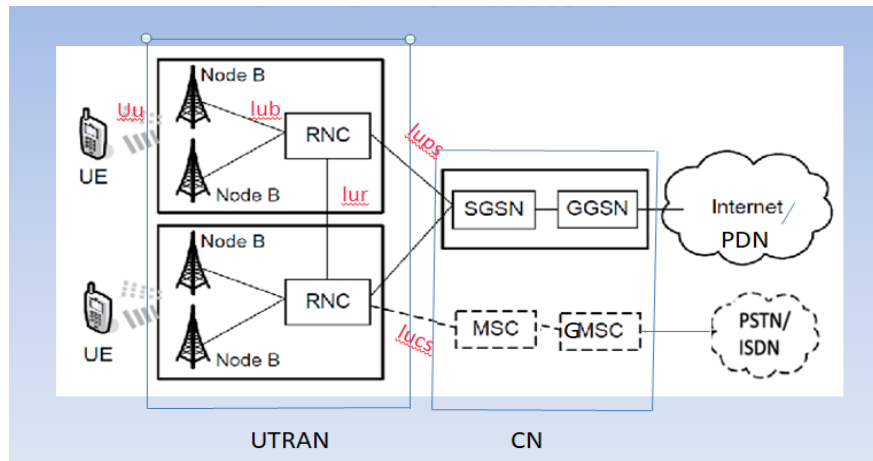 Node B
Uu
Iub
Iups
RNC
UE
Node B
Iur
SGSN
GGSN
Internet/
PDN
Node B
RNC
UE
Node B
Iucs
MSC
GMSC
PSTN/
ISDN
UTRAN
CN